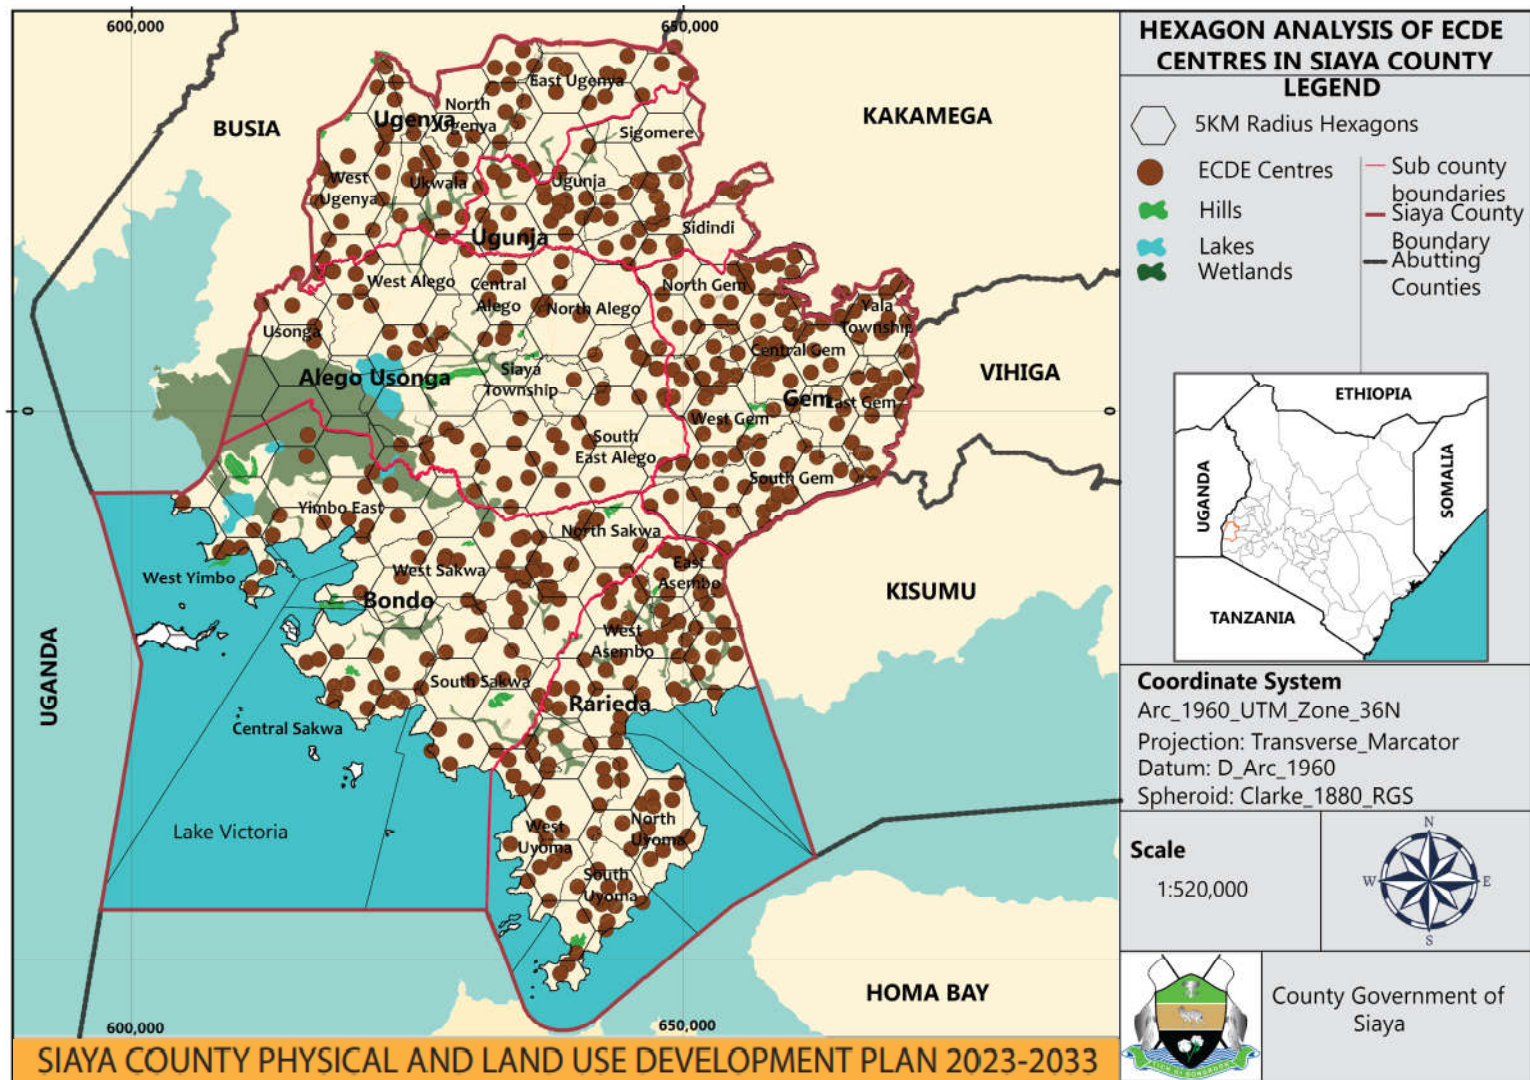 600,000
650,000
BUSIA
KAKAMEGA
East Ugenya
North
Ugenya
Ugenya
Sigomere
West
Ugenya
Ukwala
Ugunja
Ugunja
Sidindi
West Alego
Central
Alego
North Alego
North Gem
Usonga
Yala
Township
Central Gem
Alego Usonga
Siaya
Township
VIHIGA
Gem
East Gem
0
0
West Gem
South
East Alego
South Gem
Yimbo East
North Sakwa
West Yimbo
West Sakwa
East
Asembo
KISUMU
Bondo
UGANDA
West
Asembo
South Sakwa
Rarieda
Central Sakwa
Lake Victoria
West
Uyoma
North
Uyoma
South
Uyoma
HOMA BAY
600,000
650,000
SIAYA COUNTY PHYSICAL AND LAND USE DEVELOPMENT PLAN 2023-2033
HEXAGON ANALYSIS OF ECDE
CENTRES IN SIAYA COUNTY
LEGEND
5KM Radius Hexagons
ECDE Centres
Hills
Lakes
Wetlands
Sub county
boundaries
Siaya County
Boundary
Abutting
Counties
ETHIOPIA
UGANDA
SOMALIA
TANZANIA
Coordinate System
Arc_1960_UTM_Zone_36N
Projection: Transverse_Marcator
Datum: D_Arc_1960
Spheroid: Clarke_1880_RGS
Scale
1:520,000
N
W
E
S
County Government of
Siaya